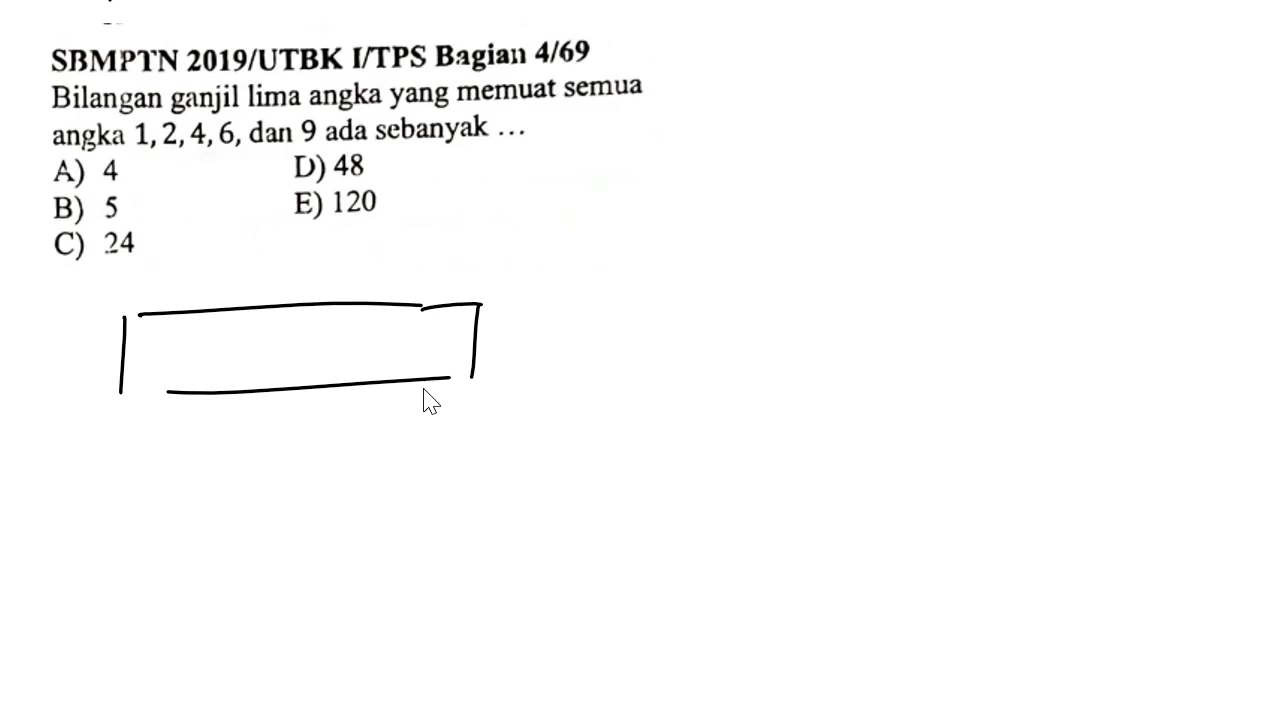 SBMPTN 2019/UTBK I/TPS Bagian 4/69
Bilangan ganjil lima angka yang memuat semua
angka 1, 2, 4, 6, dan 9 ada sebanyak ...
A) 4
D) 48
B) 5
E) 120
C) 24